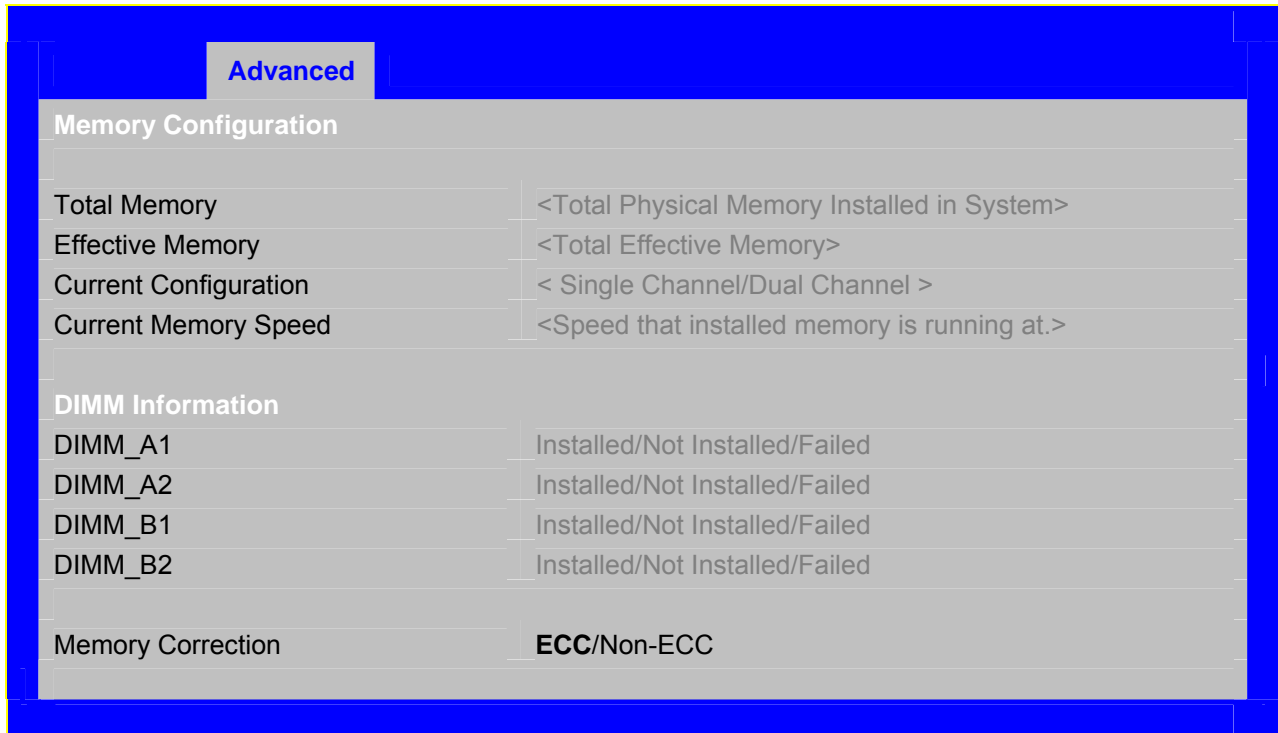 Advanced
Memory Configuration
Total Memory <Total Physical Memory Installed in System>
Effective Memory <Total Effective Memory>
Current Configuration < Single Channel/Dual Channel >
Current Memory Speed <Speed that installed memory is running at.>
DIMM Information
DIMM_A1 Installed/Not Installed/Failed
DIMM_A2 Installed/Not Installed/Failed
DIMM_B1 Installed/Not Installed/Failed
DIMM_B2 Installed/Not Installed/Failed
Memory Correction ECC/Non-ECC